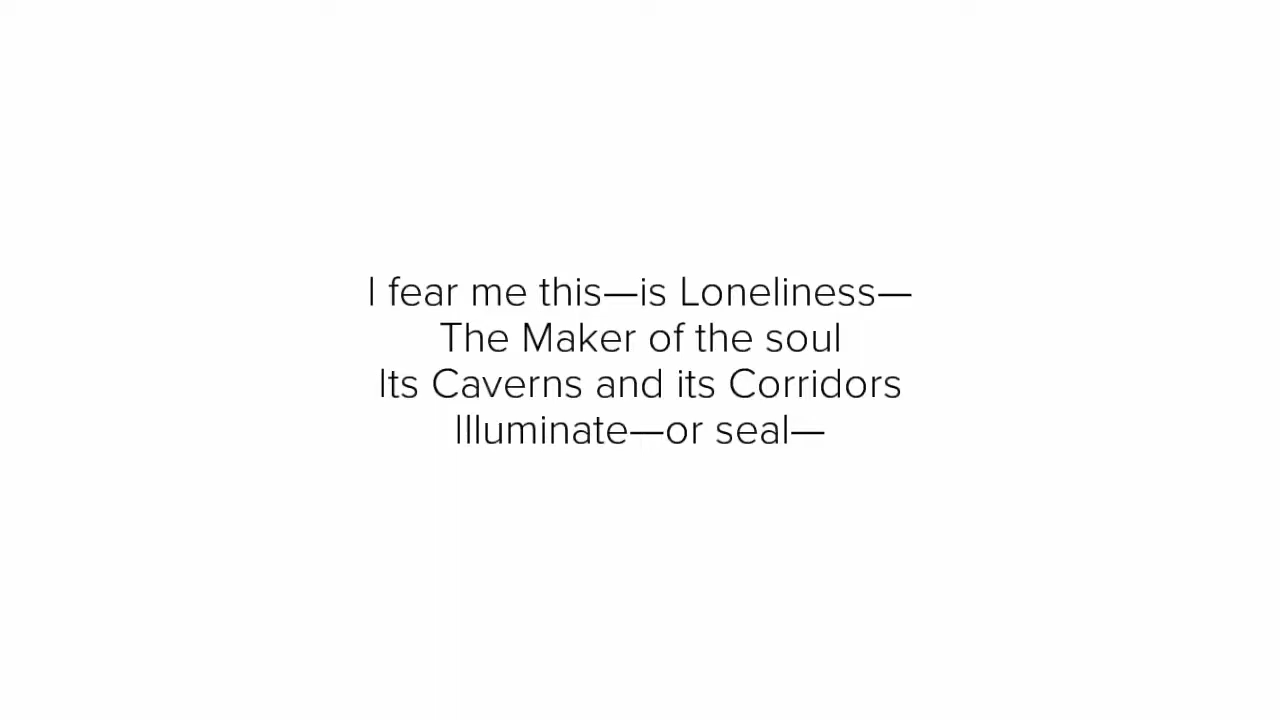 I fear me this—is Loneliness—
The Maker of the soul
Its Caverns and its Corridors
Illuminate—or seal—